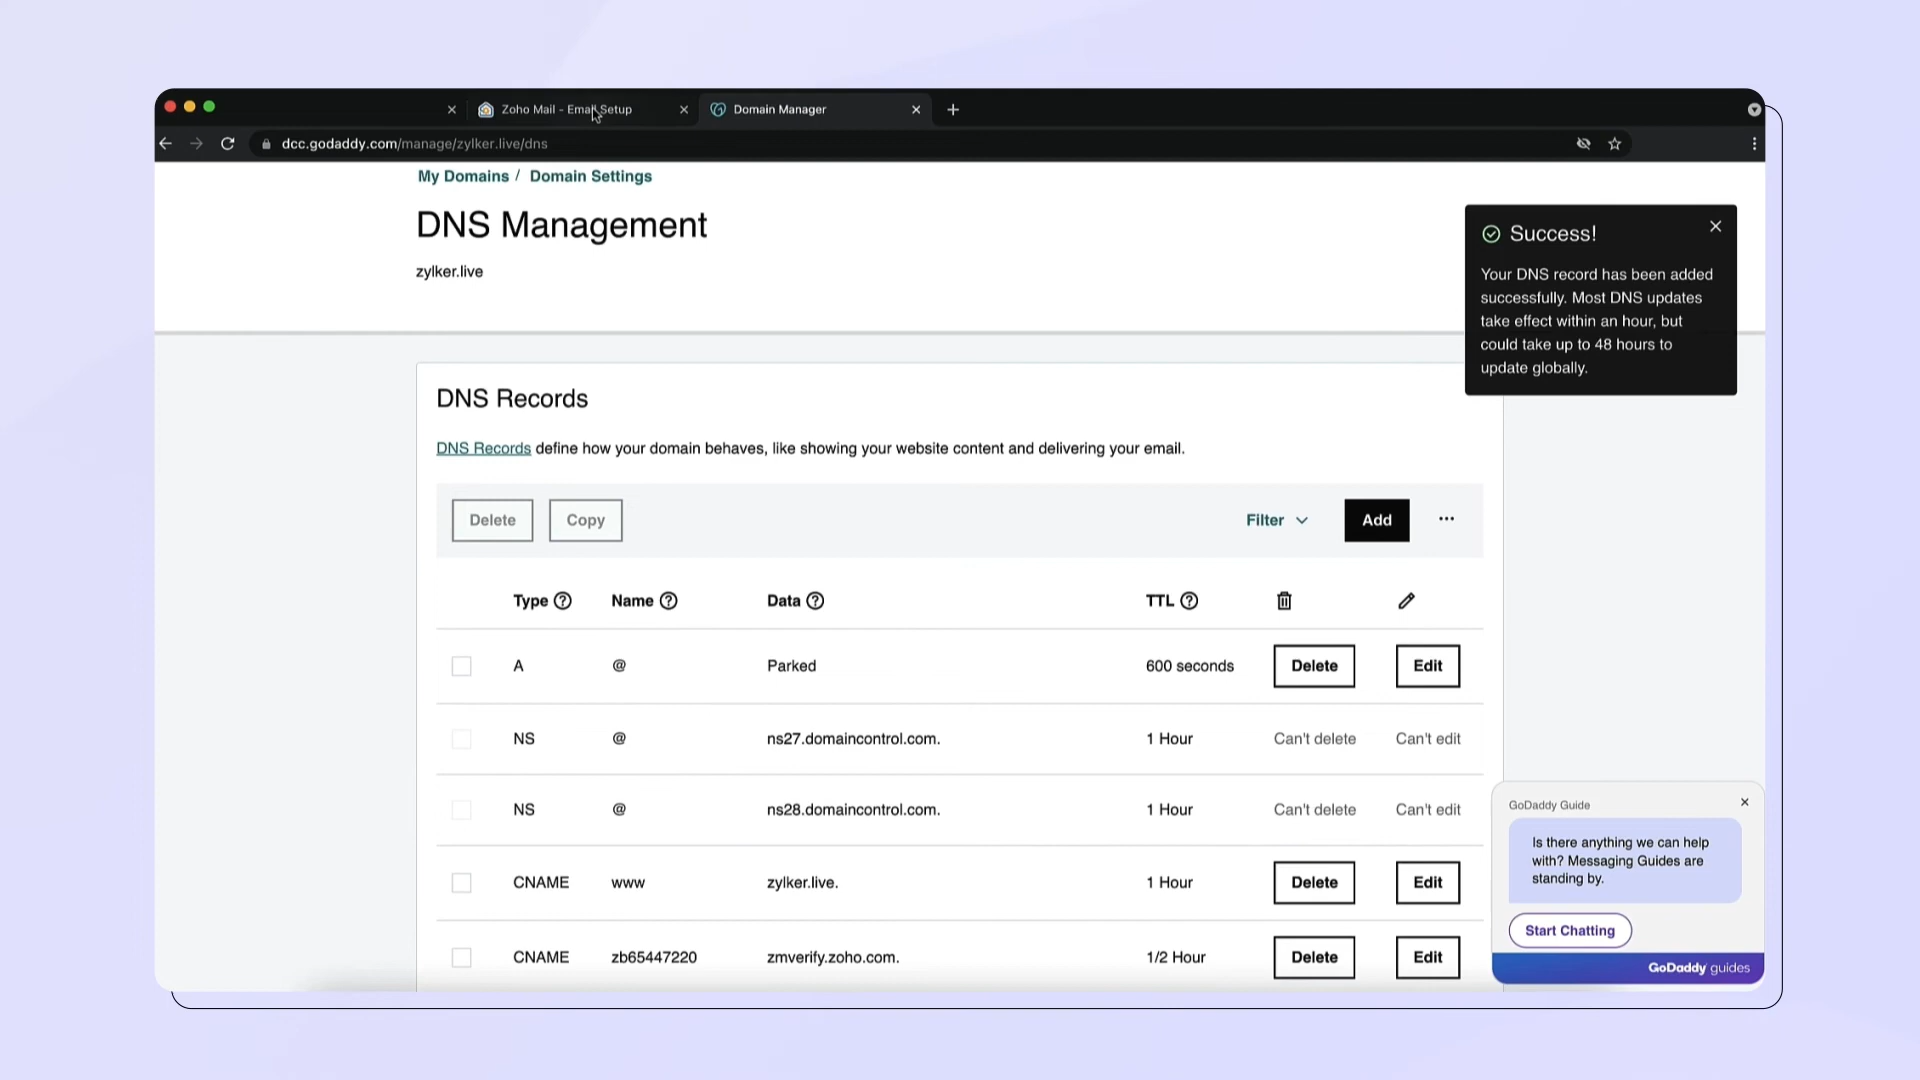 Zoho Mail - Email Setup
Domain Manager
dcc.godaddy.com/manage/zylker.live/dns
My Domains / Domain Settings
DNS Management
zylker.live
Success!
Your DNS record has been added
successfully. Most DNS updates
take effect within an hour, but
could take up to 48 hours to
update globally.
DNS Records
DNS Records define how your domain behaves, like showing your website content and delivering your email.
Delete Copy Filter Add
Type Name Data TTL
A @ Parked 600 seconds Delete Edit
NS @ ns27.domaincontrol.com. 1 Hour Can't delete Can't edit
NS @ ns28.domaincontrol.com. 1 Hour Can't delete Can't edit
CNAME www zylker.live. 1 Hour Delete Edit
CNAME zb65447220 zmverify.zoho.com. 1/2 Hour Delete Edit
GoDaddy Guide
Is there anything we can help
with? Messaging Guides are
standing by.
Start Chatting
GoDaddy guides